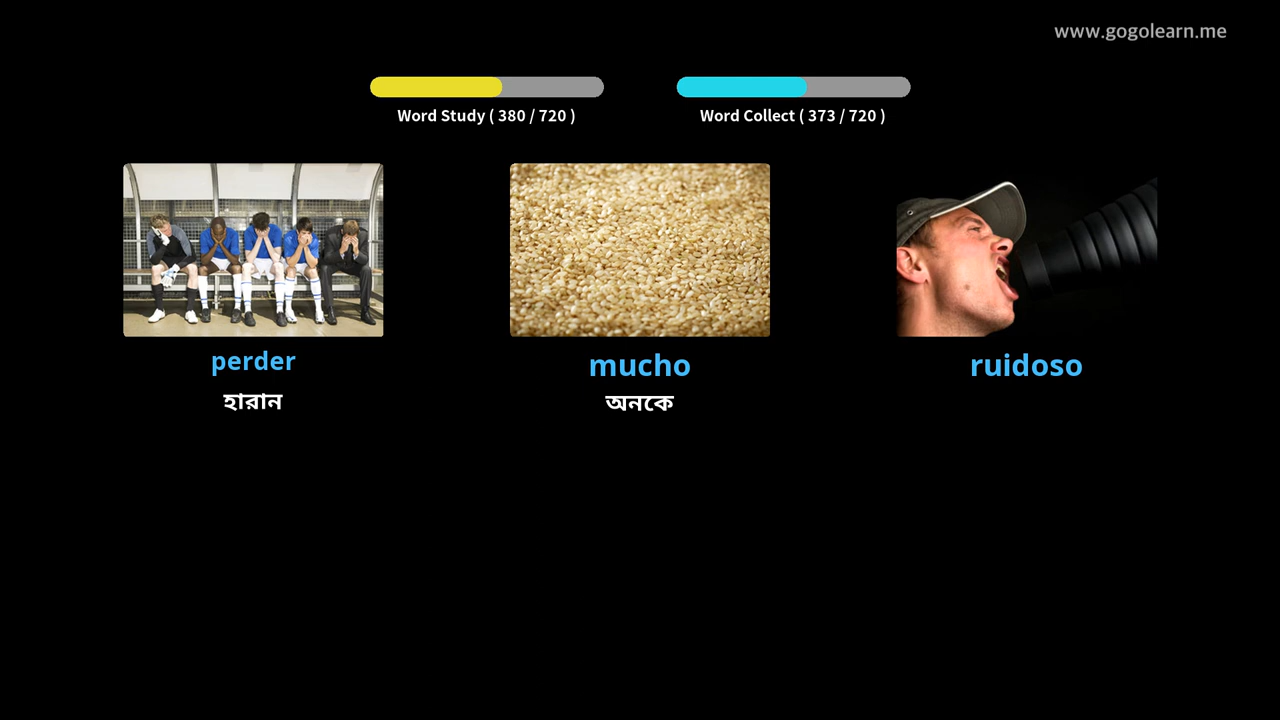 www.gogolearn.me
Word Study ( 380 / 720 )
Word Collect ( 373 / 720 )
perder
mucho
ruidoso
হারান
অনকে